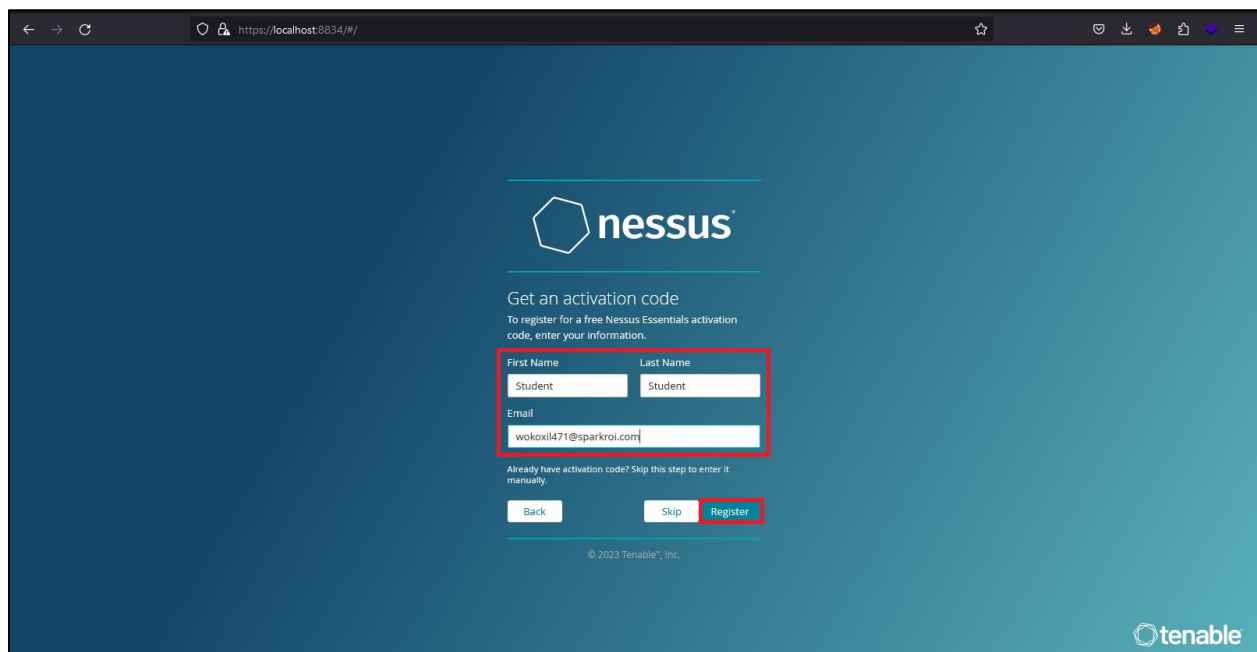 https://localhost:8834/#/
nessus
Get an activation code
To register for a free Nessus Essentials activation
code, enter your information.
First Name Last Name
Student Student
Email
wokoxil471@sparkroi.com
Already have activation code? Skip this step to enter it
manually.
Back Skip Register
© 2023 Tenable™, Inc.
tenable